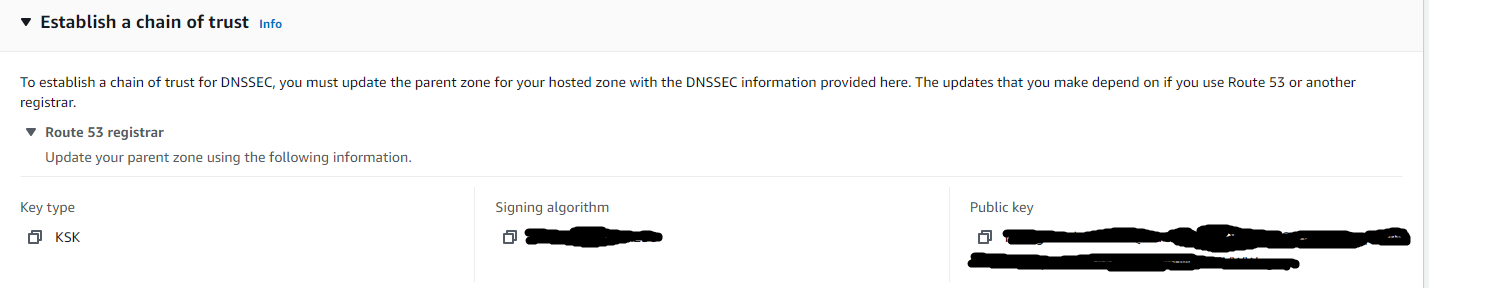 Establish a chain of trust Info
To establish a chain of trust for DNSSEC, you must update the parent zone for your hosted zone with the DNSSEC information provided here. The updates that you make depend on if you use Route 53 or another
registrar.
Route 53 registrar
Update your parent zone using the following information.
Key type
Signing algorithm
Public key
KSK